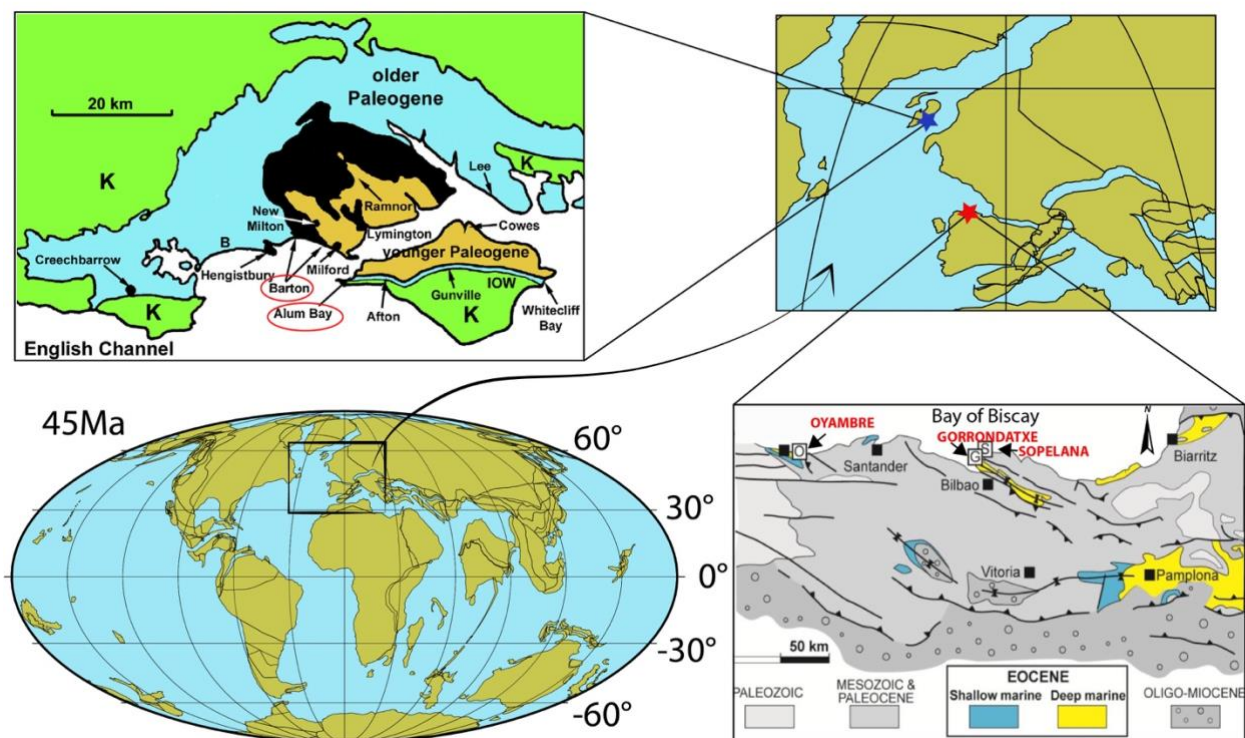 older
Paleogene
20 km
K
K
Lee
K
Ramnor
New
Milton
Cowes
Lymington
B
younger Paleogene
Creechbarrow
Hengistbury
Milford
IOW
Barton
Gunville
K
Alum Bay
Afton
K
Whitecliff
Bay
English Channel
45Ma
60°
30°
0°
-30°
-60°
Bay of Biscay
N
OYAMBRE
GORRONDATXE
SOPELANA
O
S
G
Santander
Biarritz
Bilbao
Vitoria
Pamplona
50 km
EOCENE
PALEOZOIC
MESOZOIC &
PALEOCENE
Shallow marine
Deep marine
OLIGO-MIOCENE